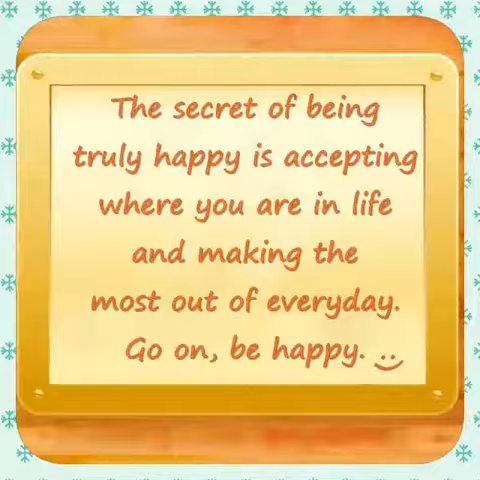 The secret of being
truly happy is accepting
where you are in life
and making the
most out of everyday.
Go on, be happy.